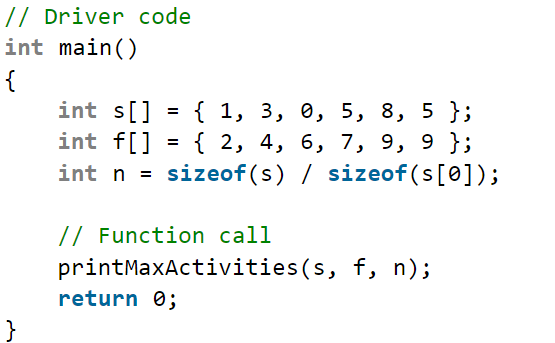 // Driver code
int main()
{
    int s[] = { 1, 3, 0, 5, 8, 5 };
    int f[] = { 2, 4, 6, 7, 9, 9 };
    int n = sizeof(s) / sizeof(s[0]);

    // Function call
    printMaxActivities(s, f, n);
    return 0;
}